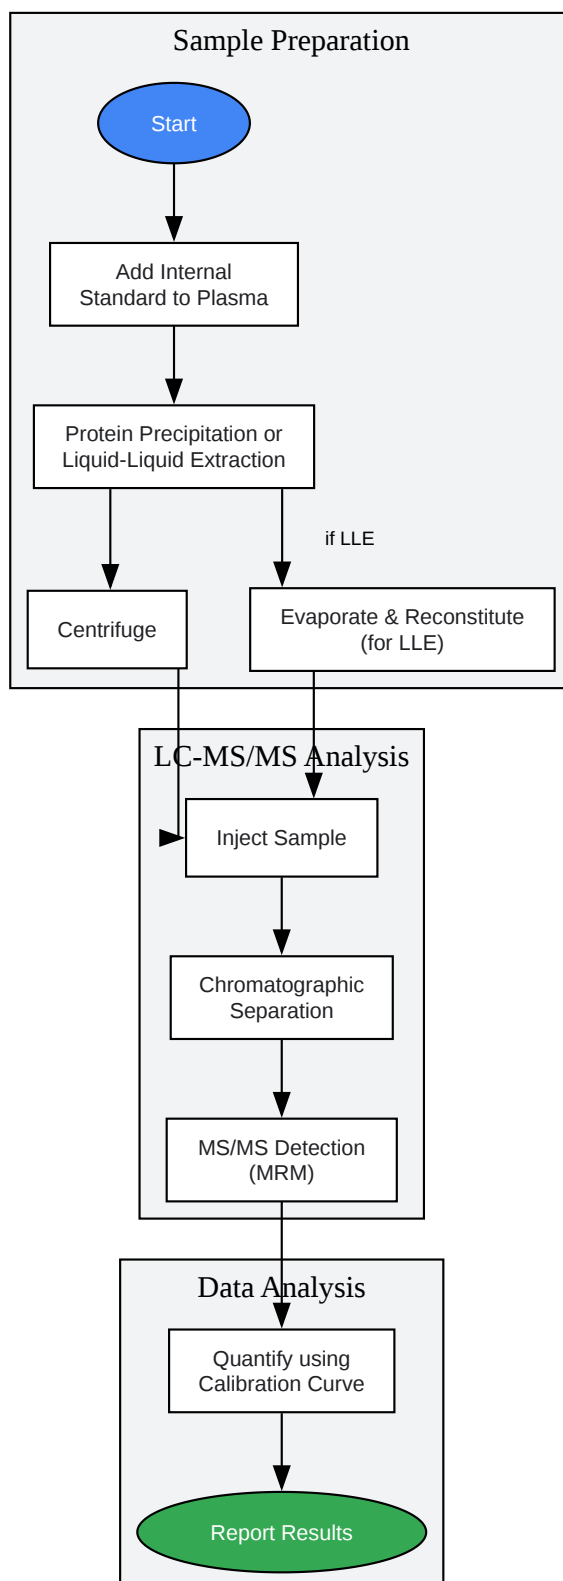 Sample Preparation
Start
Add Internal
Standard to Plasma
Protein Precipitation or
Liquid-Liquid Extraction
if LLE
Centrifuge
Evaporate & Reconstitute
(for LLE)
LC-MS/MS Analysis
Inject Sample
Chromatographic
Separation
MS/MS Detection
(MRM)
Data Analysis
Quantify using
Calibration Curve
Report Results